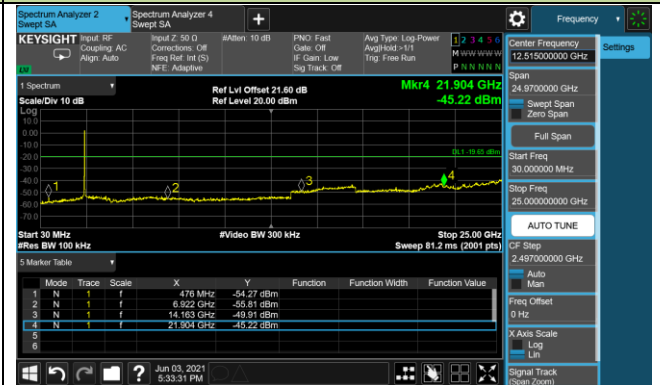 Spectrum Analyzer 2
Swept SA
Spectrum Analyzer 4
Swept SA
+
Frequency
KEYSIGHT
Input: RF
Coupling: AC
Align: Auto
Input Z: 50 Ω
Corrections: Off
Freq Ref: Int (S)
NFE: Adaptive
#Atten: 10 dB
PNO: Fast
Gate: Off
IF Gain: Low
Sig Track: Off
Avg Type: Log-Power
Avg|Hold:>1/1
Trig: Free Run
1 2 3 4 5 6
M W W W W W
P N N N N N
1 Spectrum
Scale/Div 10 dB
Ref Lvl Offset 21.60 dB
Ref Level 20.00 dBm
Mkr4 21.904 GHz
-45.22 dBm
Log
10.0
0.00
-10.0
-20.0
-30.0
-40.0
-50.0
-60.0
-70.0
DL1 -19.65 dBm
1
2
3
4
Start 30 MHz
#Res BW 100 kHz
#Video BW 300 kHz
Stop 25.00 GHz
Sweep 81.2 ms (2001 pts)
5 Marker Table
Mode Trace Scale X Y Function Function Width Function Value
1 N 1 f 476 MHz -54.27 dBm
2 N 1 f 6.922 GHz -55.81 dBm
3 N 1 f 14.163 GHz -49.91 dBm
4 N 1 f 21.904 GHz -45.22 dBm
5
6
Jun 03, 2021
5:33:31 PM
Center Frequency
12.515000000 GHz
Settings
Span
24.9700000 GHz
Swept Span
Zero Span
Full Span
Start Freq
30.000000 MHz
Stop Freq
25.000000000 GHz
AUTO TUNE
CF Step
2.497000000 GHz
Auto
Man
Freq Offset
0 Hz
X Axis Scale
Log
Lin
Signal Track
(Span Zoom)